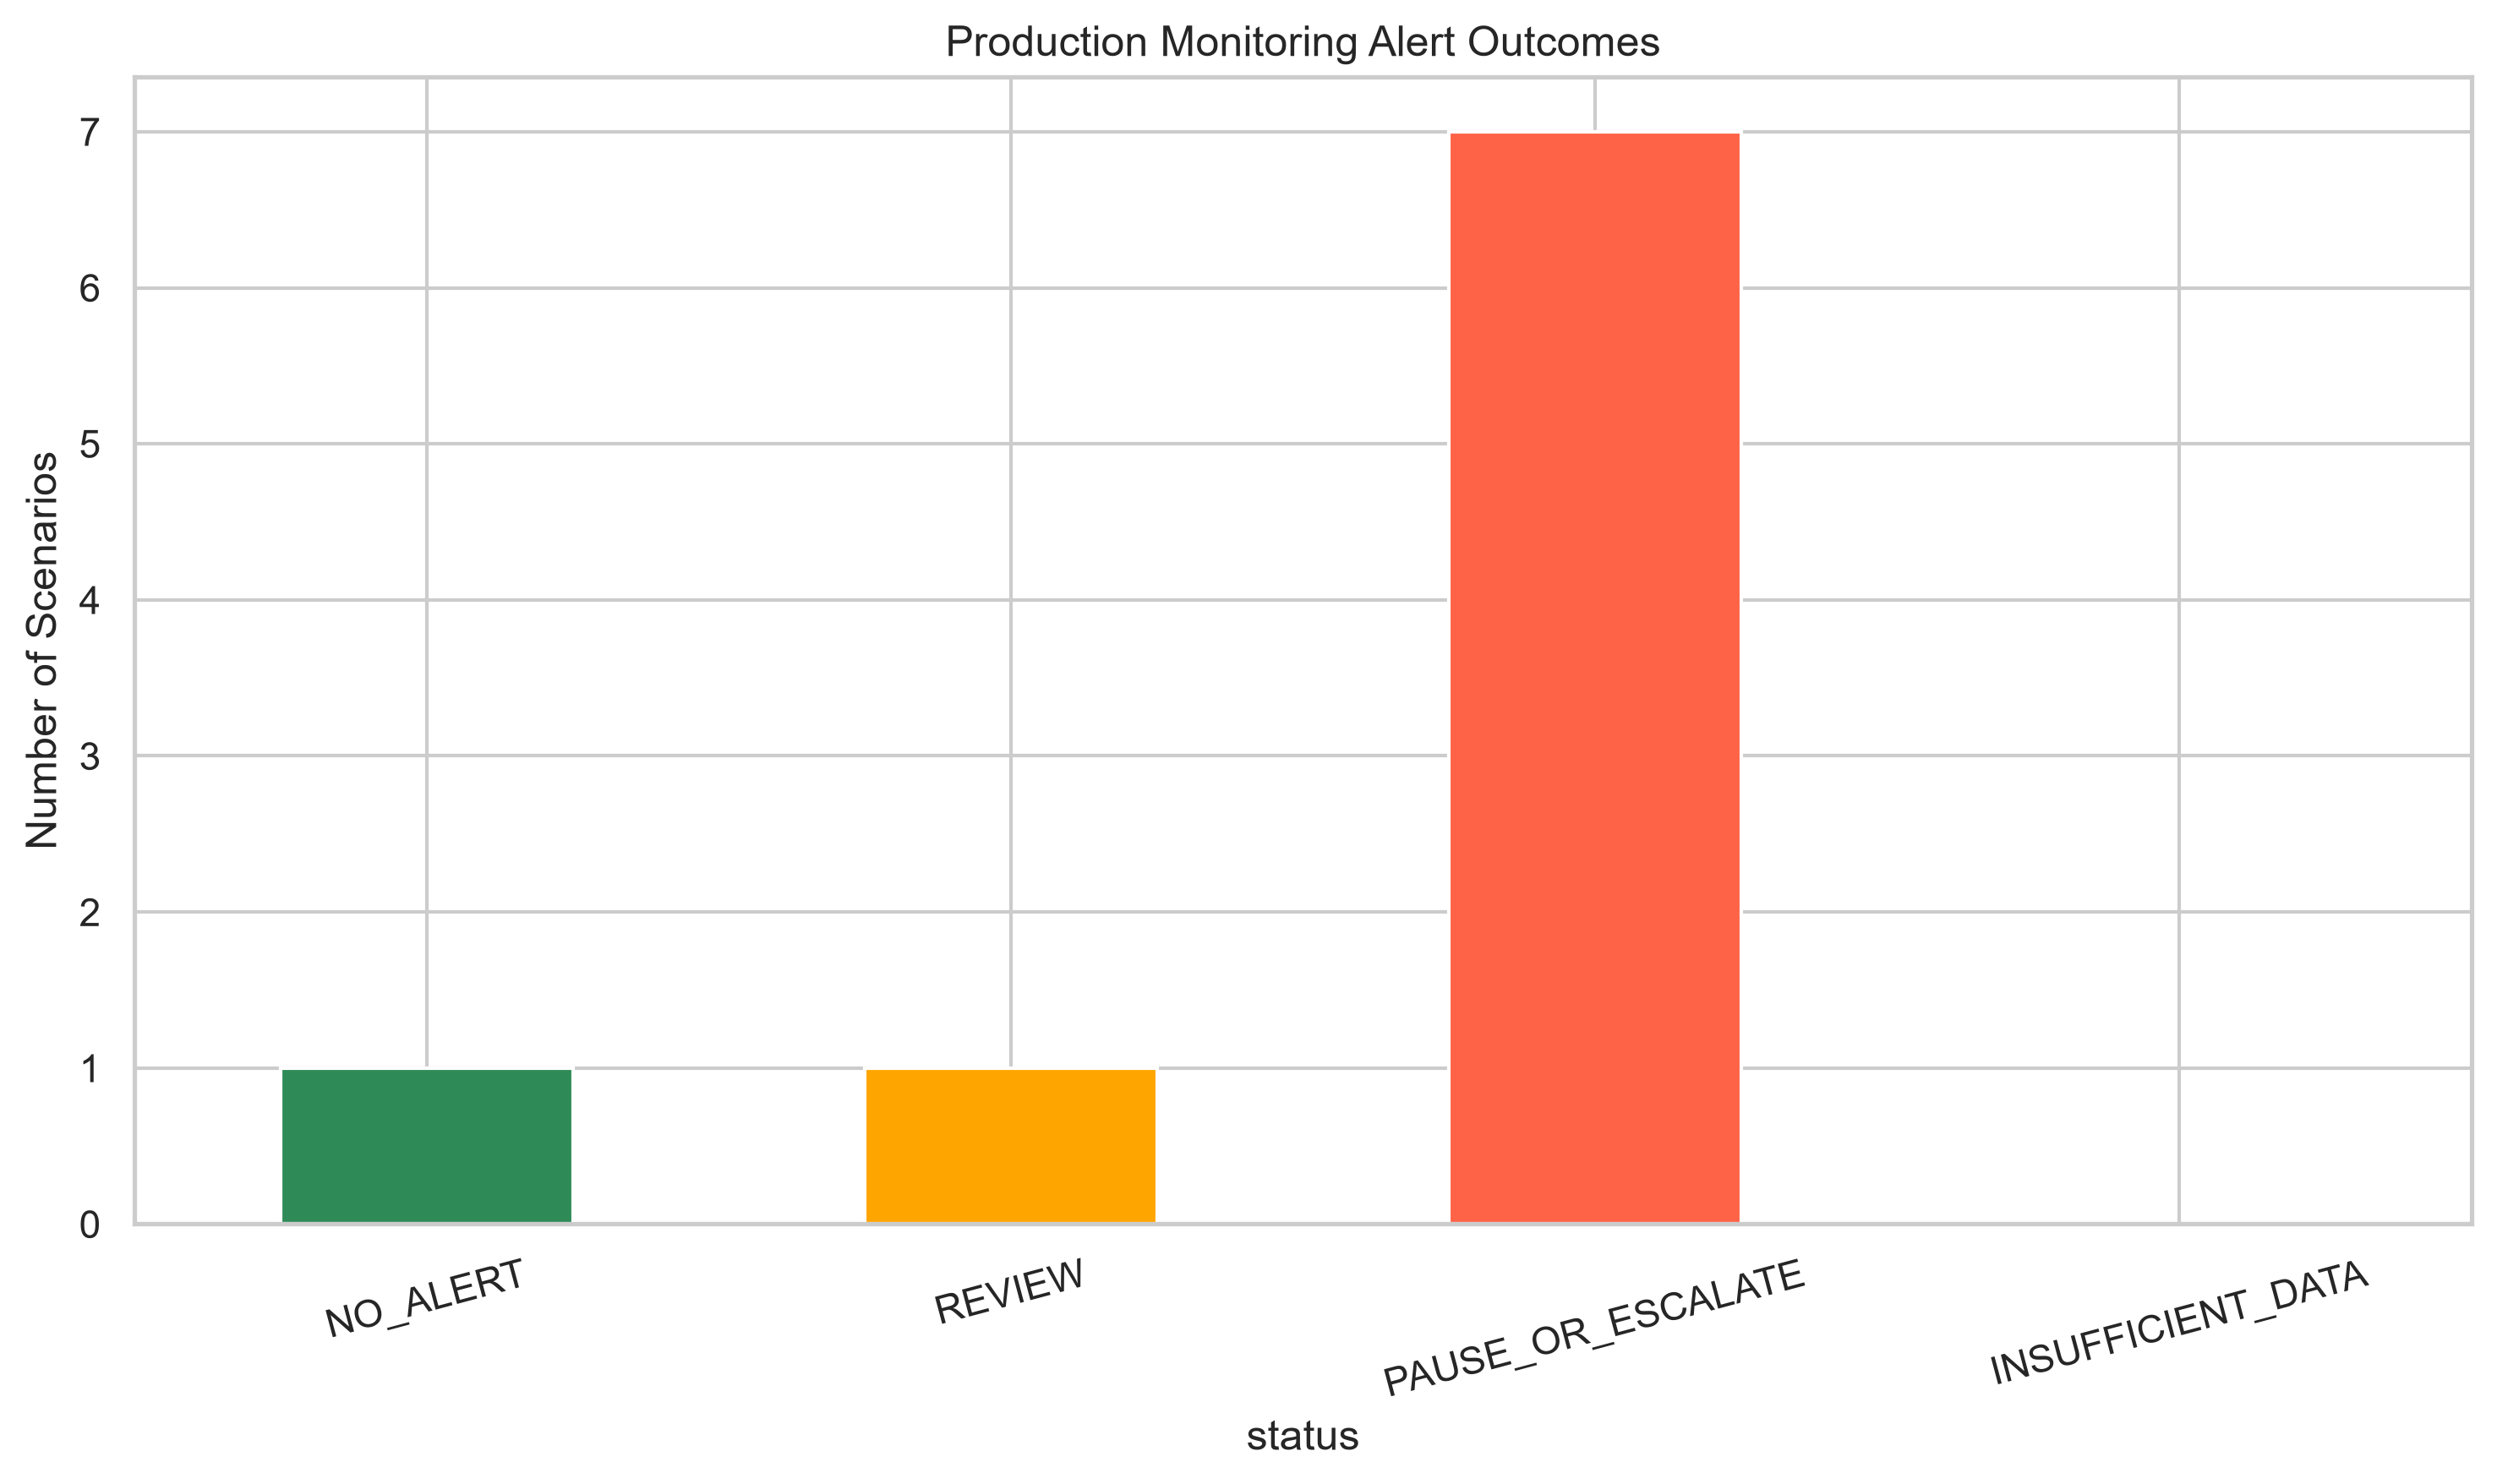 Production Monitoring Alert Outcomes
Number of Scenarios
7
6
5
4
3
2
1
0
NO_ALERT
REVIEW
PAUSE_OR_ESCALATE
INSUFFICIENT_DATA
status